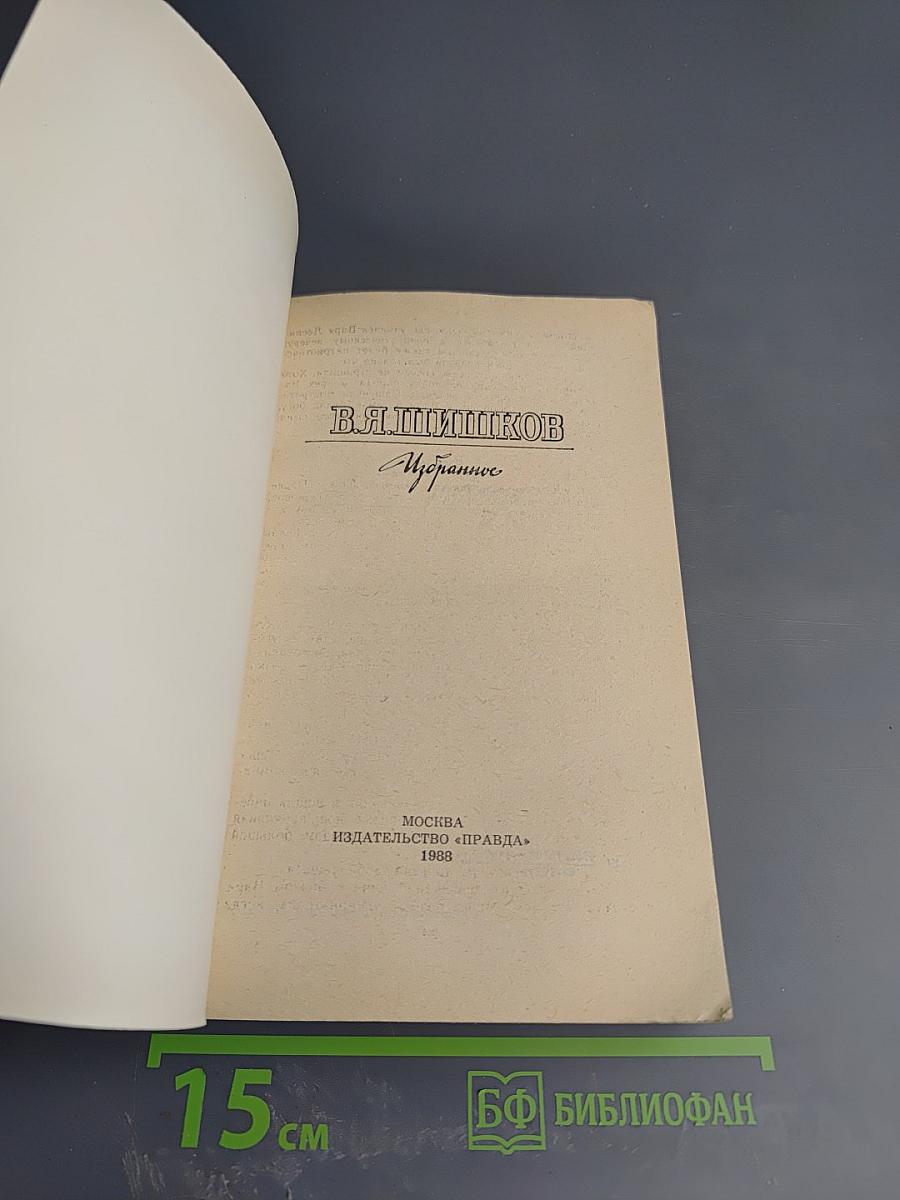 В.Я.ШИШКОВ
Избранное
МОСКВА
ИЗДАТЕЛЬСТВО «ПРАВДА»
1988
15 см
БФ БИБЛИОФАН